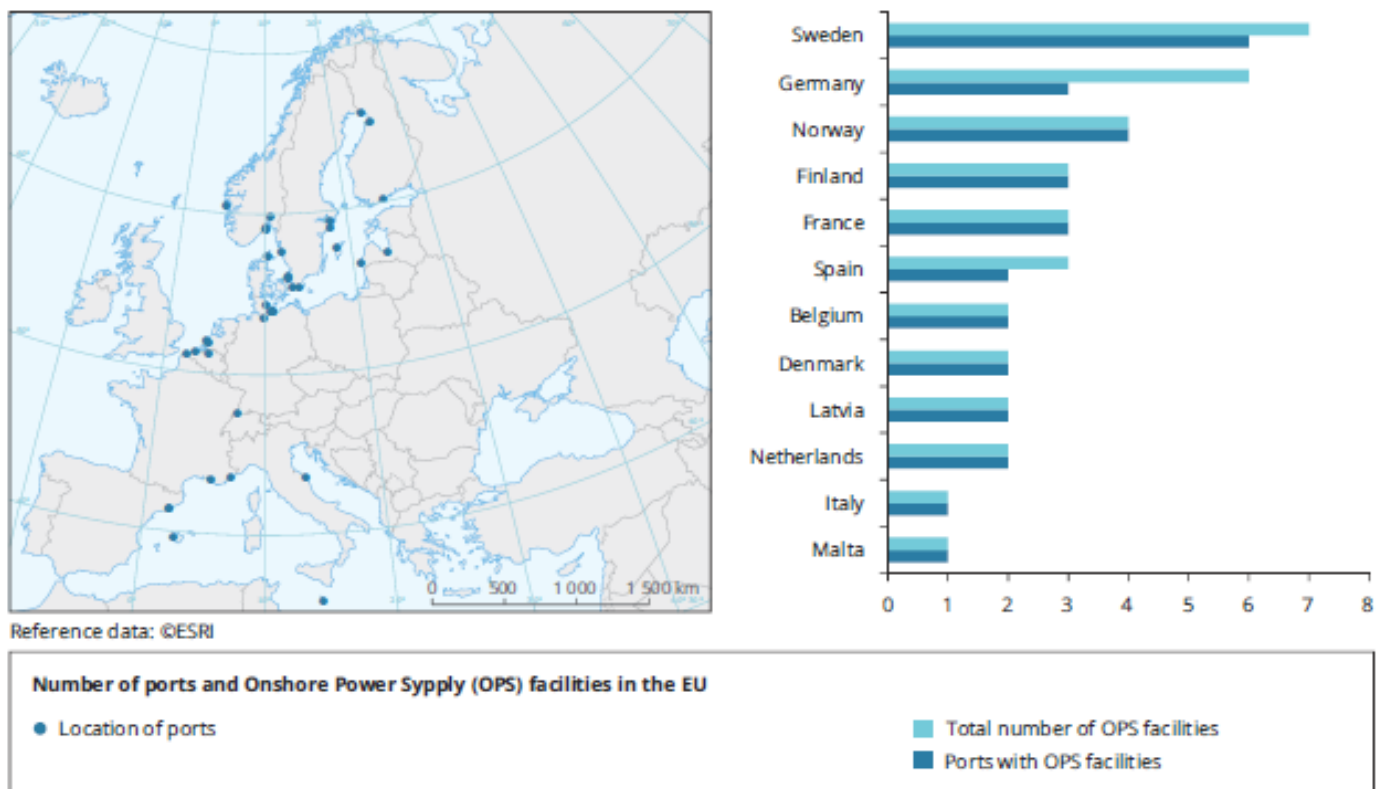 Sweden
Germany
Norway
Finland
France
Spain
Belgium
Denmark
Latvia
Netherlands
Italy
Malta
0 500 1 000 1 500 km
0 1 2 3 4 5 6 7 8
Reference data: ©ESRI
Number of ports and Onshore Power Sypply (OPS) facilities in the EU
Location of ports
Total number of OPS facilities
Ports with OPS facilities